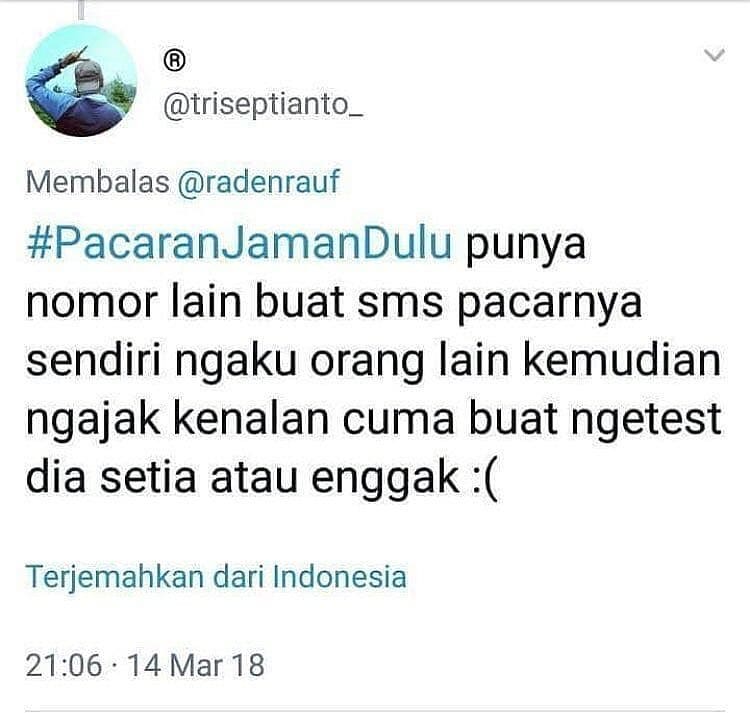 ®
@triseptianto_
Membalas @radenrauf
#PacaranJamanDulu punya
nomor lain buat sms pacarnya
sendiri ngaku orang lain kemudian
ngajak kenalan cuma buat ngetest
dia setia atau enggak :(
Terjemahkan dari Indonesia
21:06 · 14 Mar 18